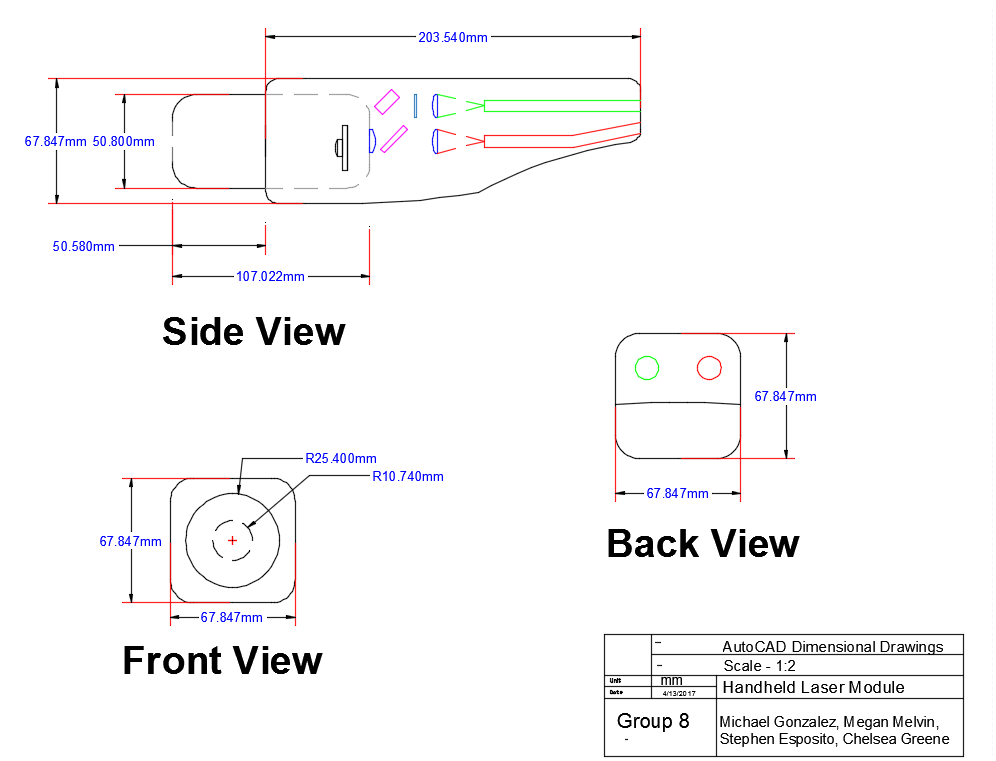 203.540mm
67.847mm
50.800mm
50.580mm
107.022mm
Side View
67.847mm
67.847mm
Back View
R25.400mm
R10.740mm
67.847mm
67.847mm
Front View
- AutoCAD Dimensional Drawings
- Scale - 1:2
Unit mm Handheld Laser Module
Date 4/13/2017
Group 8 Michael Gonzalez, Megan Melvin,
- Stephen Esposito, Chelsea Greene